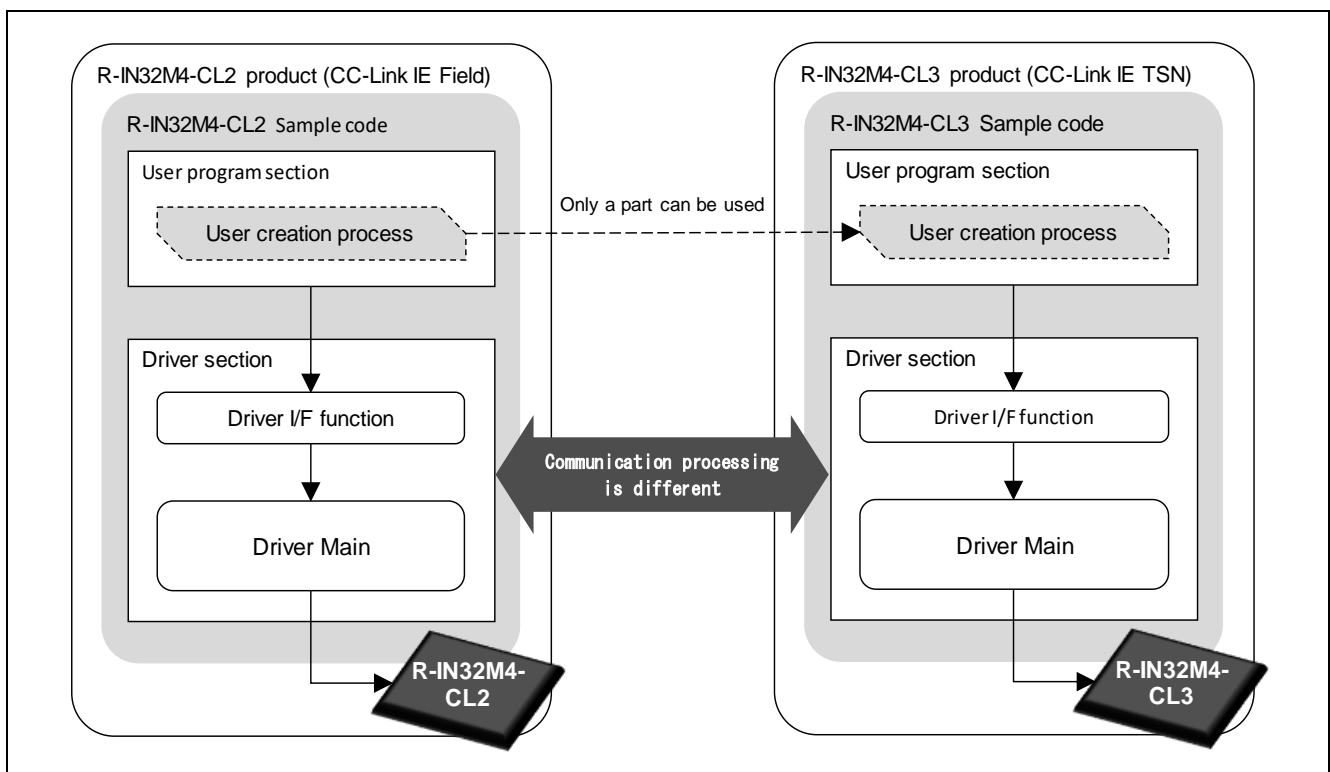 R-IN32M4-CL2 product (CC-Link IE Field)
R-IN32M4-CL2 Sample code
User program section
User creation process
Driver section
Driver I/F function
Driver Main
R-IN32M4-
CL2
Only a part can be used
Communication processing
is different
R-IN32M4-CL3 product (CC-Link IE TSN)
R-IN32M4-CL3 Sample code
User program section
User creation process
Driver section
Driver I/F function
Driver Main
R-IN32M4-
CL3